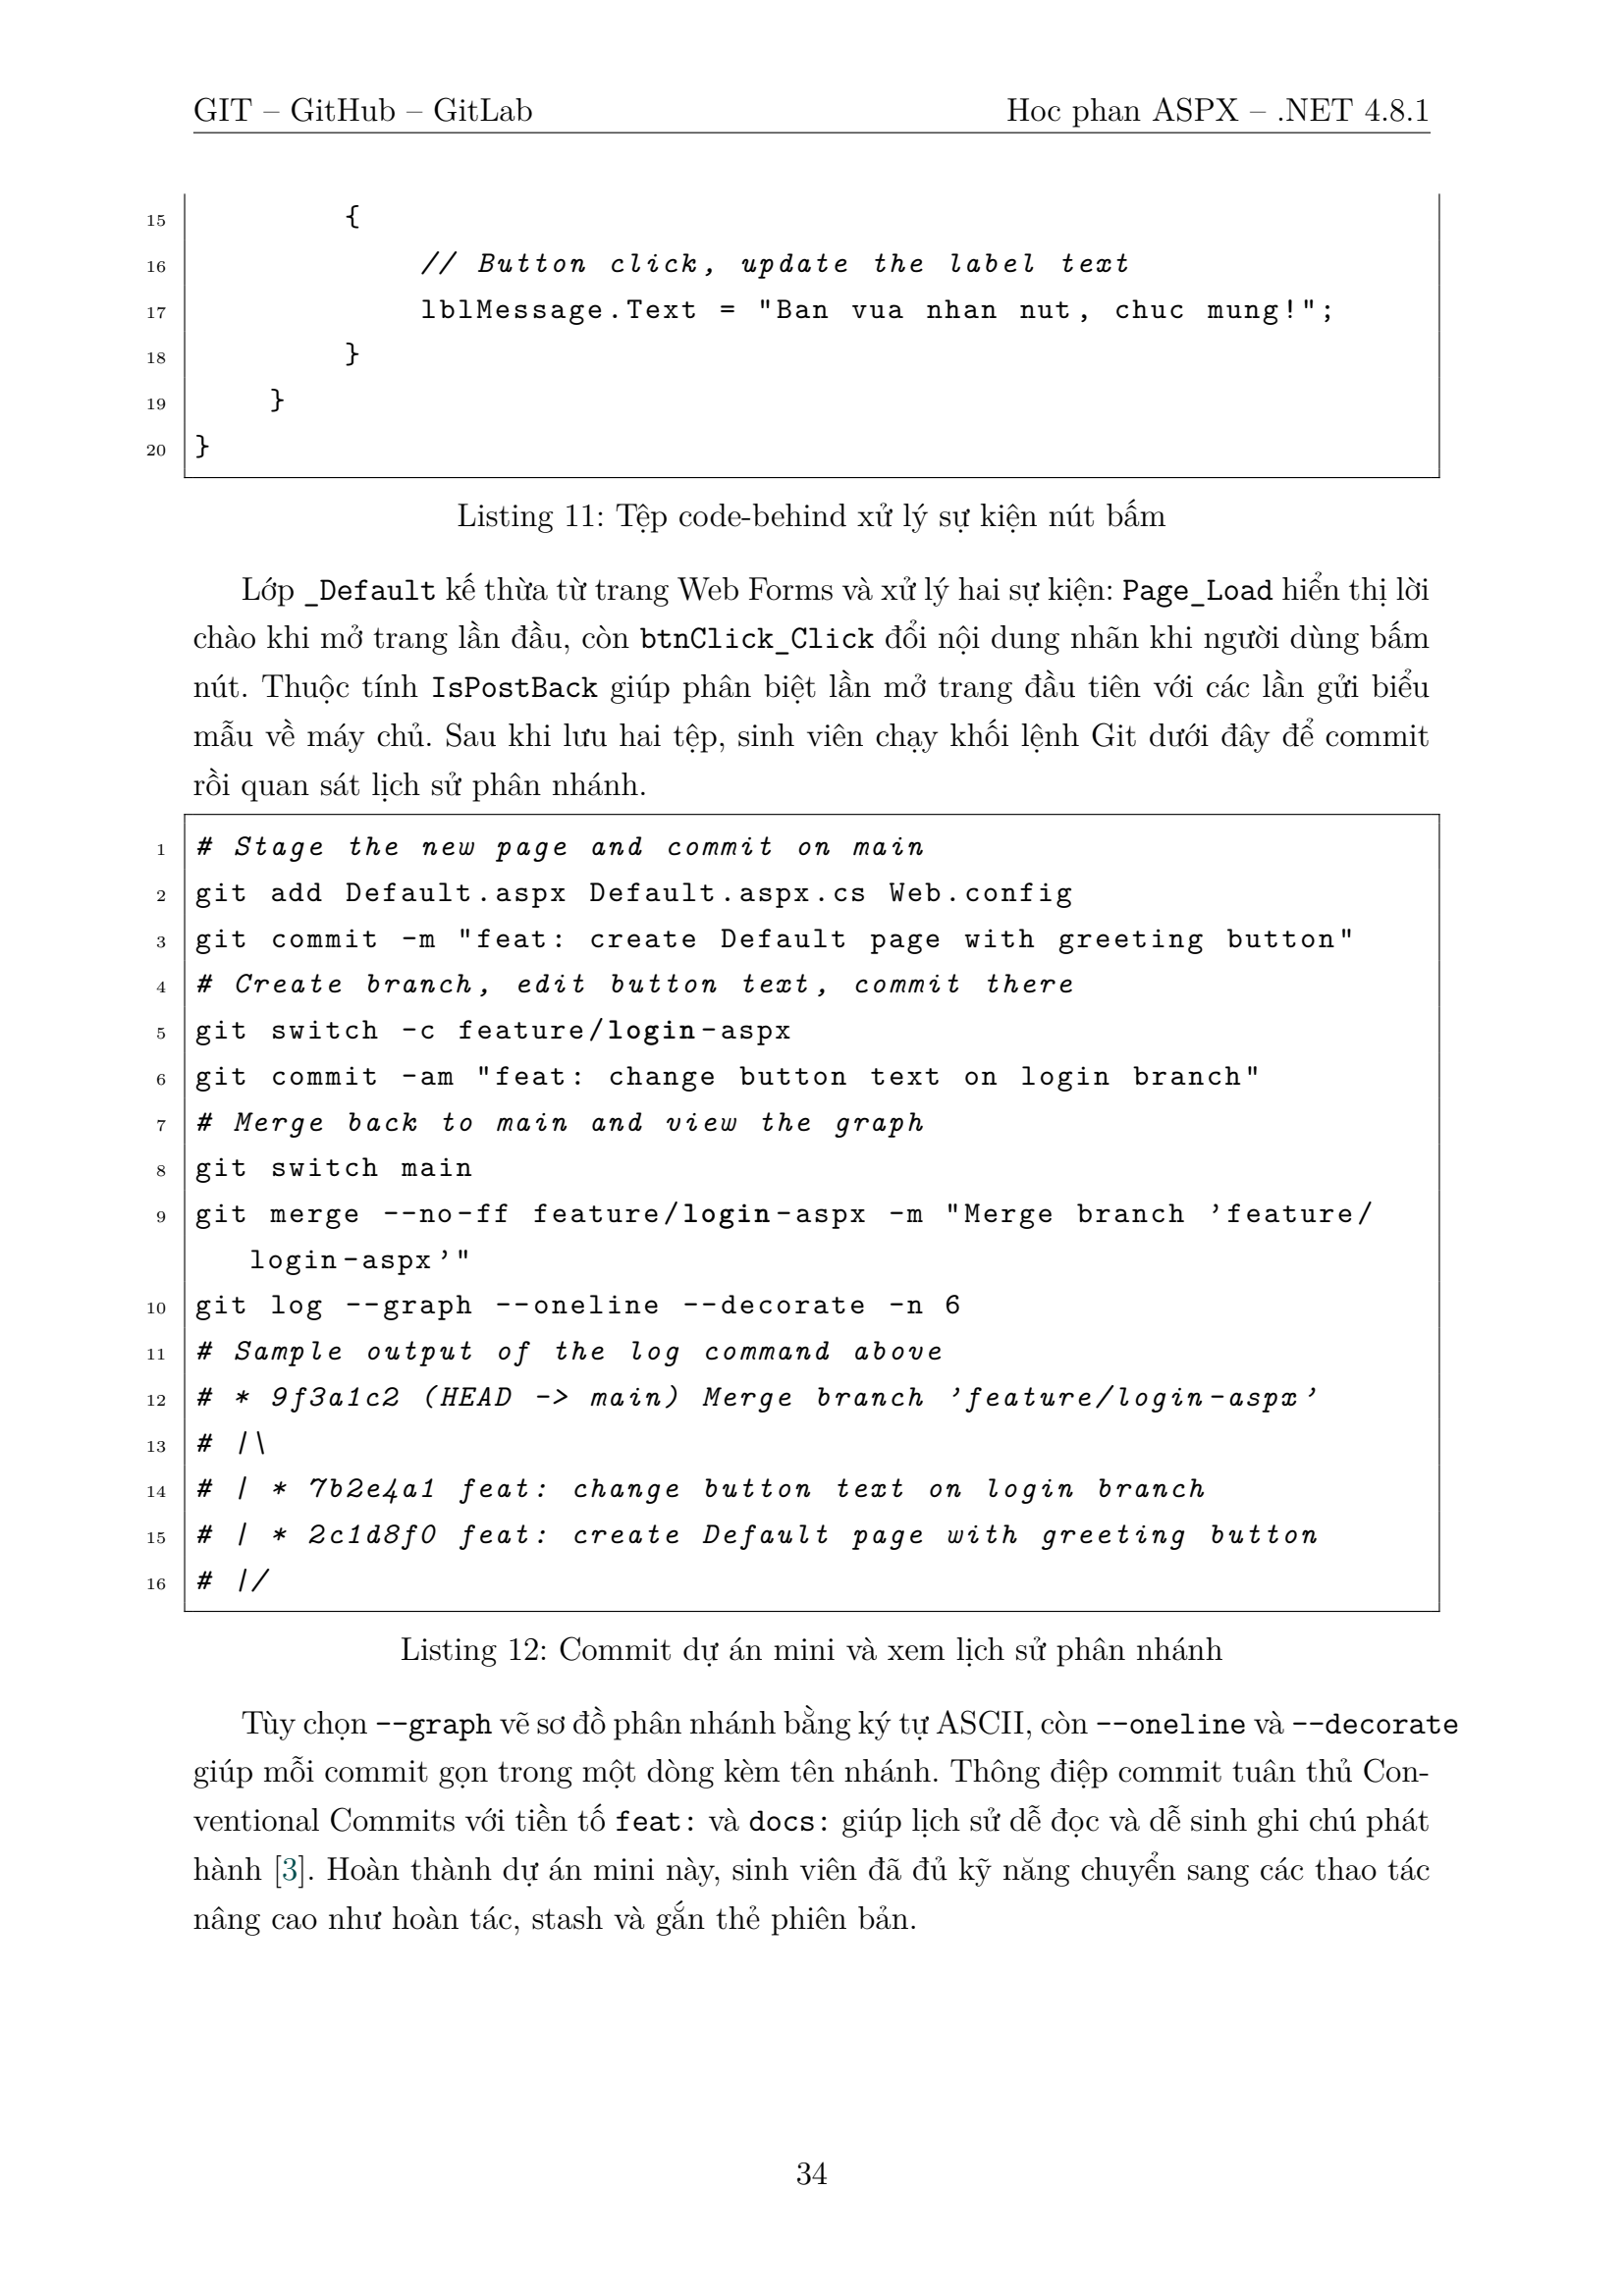 GIT – GitHub – GitLab Hoc phan ASPX – .NET 4.8.1
15 {
16 // Button click, update the label text
17 lblMessage.Text = "Ban vua nhan nut, chuc mung!";
18 }
19 }
20 }
Listing 11: Tệp code-behind xử lý sự kiện nút bấm
Lớp _Default kế thừa từ trang Web Forms và xử lý hai sự kiện: Page_Load hiển thị lời
chào khi mở trang lần đầu, còn btnClick_Click đổi nội dung nhãn khi người dùng bấm
nút. Thuộc tính IsPostBack giúp phân biệt lần mở trang đầu tiên với các lần gửi biểu
mẫu về máy chủ. Sau khi lưu hai tệp, sinh viên chạy khối lệnh Git dưới đây để commit
rồi quan sát lịch sử phân nhánh.
1 # Stage the new page and commit on main
2 git add Default.aspx Default.aspx.cs Web.config
3 git commit -m "feat: create Default page with greeting button"
4 # Create branch, edit button text, commit there
5 git switch -c feature/login-aspx
6 git commit -am "feat: change button text on login branch"
7 # Merge back to main and view the graph
8 git switch main
9 git merge --no-ff feature/login-aspx -m "Merge branch 'feature/
login-aspx'"
10 git log --graph --oneline --decorate -n 6
11 # Sample output of the log command above
12 # * 9f3a1c2 (HEAD -> main) Merge branch 'feature/login-aspx'
13 # |\
14 # | * 7b2e4a1 feat: change button text on login branch
15 # | * 2c1d8f0 feat: create Default page with greeting button
16 # |/
Listing 12: Commit dự án mini và xem lịch sử phân nhánh
Tùy chọn --graph vẽ sơ đồ phân nhánh bằng ký tự ASCII, còn --oneline và --decorate
giúp mỗi commit gọn trong một dòng kèm tên nhánh. Thông điệp commit tuân thủ Con-
ventional Commits với tiền tố feat: và docs: giúp lịch sử dễ đọc và dễ sinh ghi chú phát
hành [3]. Hoàn thành dự án mini này, sinh viên đã đủ kỹ năng chuyển sang các thao tác
nâng cao như hoàn tác, stash và gắn thẻ phiên bản.
34